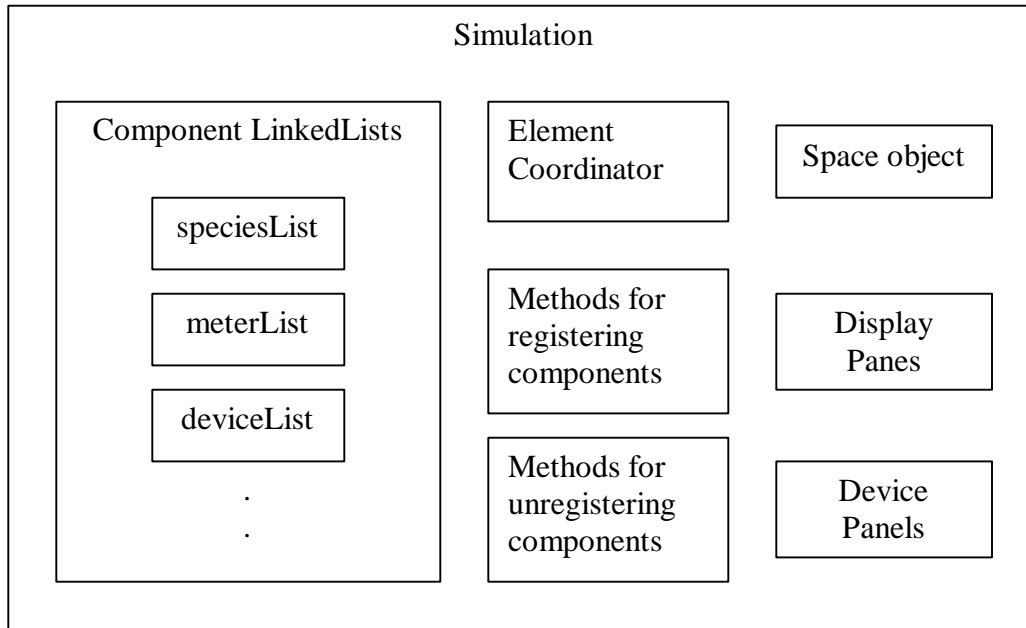 Simulation
Component LinkedLists
speciesList
meterList
deviceList
.
.
Element
Coordinator
Methods for
registering
components
Methods for
unregistering
components
Space object
Display
Panes
Device
Panels